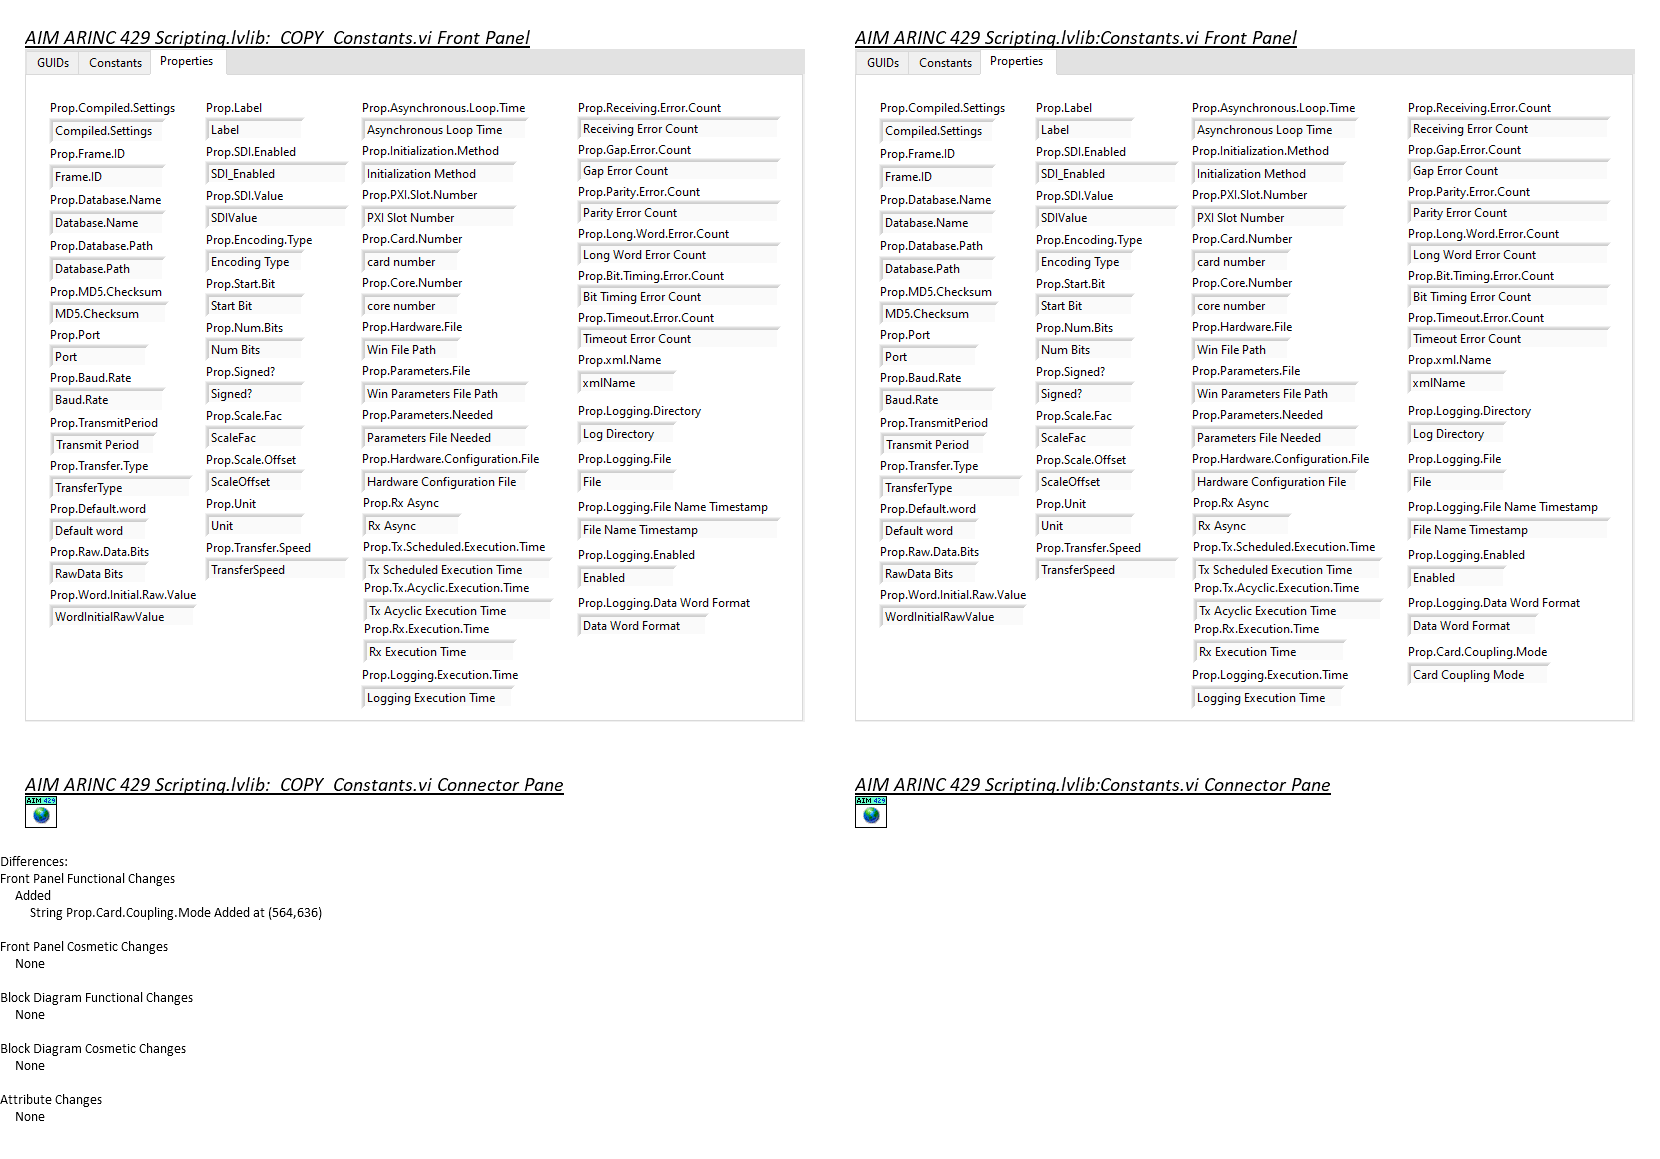 AIM ARINC 429 Scripting.lvlib:_COPY_Constants.vi Front Panel
GUIDs
Constants
Properties
Prop.Compiled.Settings
Compiled.Settings
Prop.Frame.ID
Frame.ID
Prop.Database.Name
Database.Name
Prop.Database.Path
Database.Path
Prop.MD5.Checksum
MD5.Checksum
Prop.Port
Port
Prop.Baud.Rate
Baud.Rate
Prop.TransmitPeriod
Transmit Period
Prop.Transfer.Type
TransferType
Prop.Default.word
Default word
Prop.Raw.Data.Bits
RawData Bits
Prop.Word.Initial.Raw.Value
WordInitialRawValue
Prop.Label
Label
Prop.SDI.Enabled
SDI_Enabled
Prop.SDI.Value
SDIValue
Prop.Encoding.Type
Encoding Type
Prop.Start.Bit
Start Bit
Prop.Num.Bits
Num Bits
Prop.Signed?
Signed?
Prop.Scale.Fac
ScaleFac
Prop.Scale.Offset
ScaleOffset
Prop.Unit
Unit
Prop.Transfer.Speed
TransferSpeed
Prop.Asynchronous.Loop.Time
Asynchronous Loop Time
Prop.Initialization.Method
Initialization Method
Prop.PXI.Slot.Number
PXI Slot Number
Prop.Card.Number
card number
Prop.Core.Number
core number
Prop.Hardware.File
Win File Path
Prop.Parameters.File
Win Parameters File Path
Prop.Parameters.Needed
Parameters File Needed
Prop.Hardware.Configuration.File
Hardware Configuration File
Prop.Rx Async
Rx Async
Prop.Tx.Scheduled.Execution.Time
Tx Scheduled Execution Time
Prop.Tx.Acyclic.Execution.Time
Tx Acyclic Execution Time
Prop.Rx.Execution.Time
Rx Execution Time
Prop.Logging.Execution.Time
Logging Execution Time
Prop.Receiving.Error.Count
Receiving Error Count
Prop.Gap.Error.Count
Gap Error Count
Prop.Parity.Error.Count
Parity Error Count
Prop.Long.Word.Error.Count
Long Word Error Count
Prop.Bit.Timing.Error.Count
Bit Timing Error Count
Prop.Timeout.Error.Count
Timeout Error Count
Prop.xml.Name
xmlName
Prop.Logging.Directory
Log Directory
Prop.Logging.File
File
Prop.Logging.File Name Timestamp
File Name Timestamp
Prop.Logging.Enabled
Enabled
Prop.Logging.Data Word Format
Data Word Format
AIM ARINC 429 Scripting.lvlib:Constants.vi Front Panel
GUIDs
Constants
Properties
Prop.Compiled.Settings
Compiled.Settings
Prop.Frame.ID
Frame.ID
Prop.Database.Name
Database.Name
Prop.Database.Path
Database.Path
Prop.MD5.Checksum
MD5.Checksum
Prop.Port
Port
Prop.Baud.Rate
Baud.Rate
Prop.TransmitPeriod
Transmit Period
Prop.Transfer.Type
TransferType
Prop.Default.word
Default word
Prop.Raw.Data.Bits
RawData Bits
Prop.Word.Initial.Raw.Value
WordInitialRawValue
Prop.Label
Label
Prop.SDI.Enabled
SDI_Enabled
Prop.SDI.Value
SDIValue
Prop.Encoding.Type
Encoding Type
Prop.Start.Bit
Start Bit
Prop.Num.Bits
Num Bits
Prop.Signed?
Signed?
Prop.Scale.Fac
ScaleFac
Prop.Scale.Offset
ScaleOffset
Prop.Unit
Unit
Prop.Transfer.Speed
TransferSpeed
Prop.Asynchronous.Loop.Time
Asynchronous Loop Time
Prop.Initialization.Method
Initialization Method
Prop.PXI.Slot.Number
PXI Slot Number
Prop.Card.Number
card number
Prop.Core.Number
core number
Prop.Hardware.File
Win File Path
Prop.Parameters.File
Win Parameters File Path
Prop.Parameters.Needed
Parameters File Needed
Prop.Hardware.Configuration.File
Hardware Configuration File
Prop.Rx Async
Rx Async
Prop.Tx.Scheduled.Execution.Time
Tx Scheduled Execution Time
Prop.Tx.Acyclic.Execution.Time
Tx Acyclic Execution Time
Prop.Rx.Execution.Time
Rx Execution Time
Prop.Logging.Execution.Time
Logging Execution Time
Prop.Receiving.Error.Count
Receiving Error Count
Prop.Gap.Error.Count
Gap Error Count
Prop.Parity.Error.Count
Parity Error Count
Prop.Long.Word.Error.Count
Long Word Error Count
Prop.Bit.Timing.Error.Count
Bit Timing Error Count
Prop.Timeout.Error.Count
Timeout Error Count
Prop.xml.Name
xmlName
Prop.Logging.Directory
Log Directory
Prop.Logging.File
File
Prop.Logging.File Name Timestamp
File Name Timestamp
Prop.Logging.Enabled
Enabled
Prop.Logging.Data Word Format
Data Word Format
Prop.Card.Coupling.Mode
Card Coupling Mode
AIM ARINC 429 Scripting.lvlib:_COPY_Constants.vi Connector Pane
AIM 429
AIM ARINC 429 Scripting.lvlib:Constants.vi Connector Pane
AIM 429
Differences:
Front Panel Functional Changes
Added
String Prop.Card.Coupling.Mode Added at (564,636)
Front Panel Cosmetic Changes
None
Block Diagram Functional Changes
None
Block Diagram Cosmetic Changes
None
Attribute Changes
None